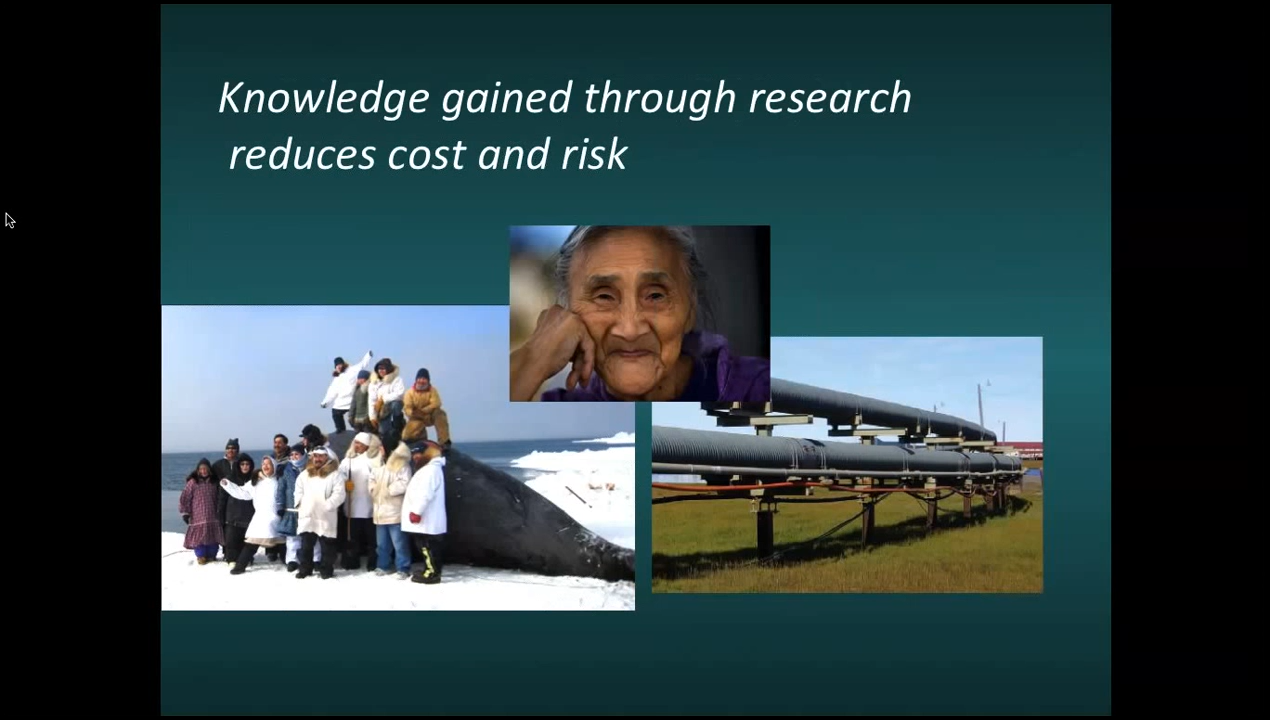 Knowledge gained through research
reduces cost and risk